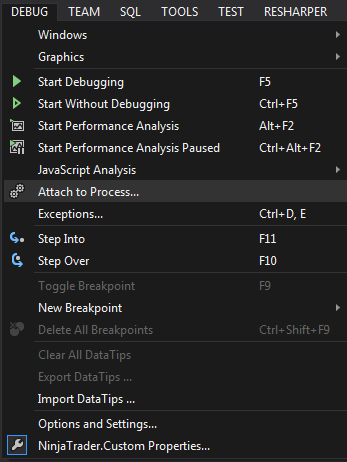 DEBUG TEAM SQL TOOLS TEST RESHARPER
Windows
Graphics
Start Debugging F5
Start Without Debugging Ctrl+F5
Start Performance Analysis Alt+F2
Start Performance Analysis Paused Ctrl+Alt+F2
JavaScript Analysis
Attach to Process...
Exceptions... Ctrl+D, E
Step Into F11
Step Over F10
Toggle Breakpoint F9
New Breakpoint
Delete All Breakpoints Ctrl+Shift+F9
Clear All DataTips
Export DataTips ...
Import DataTips ...
Options and Settings...
NinjaTrader.Custom Properties...